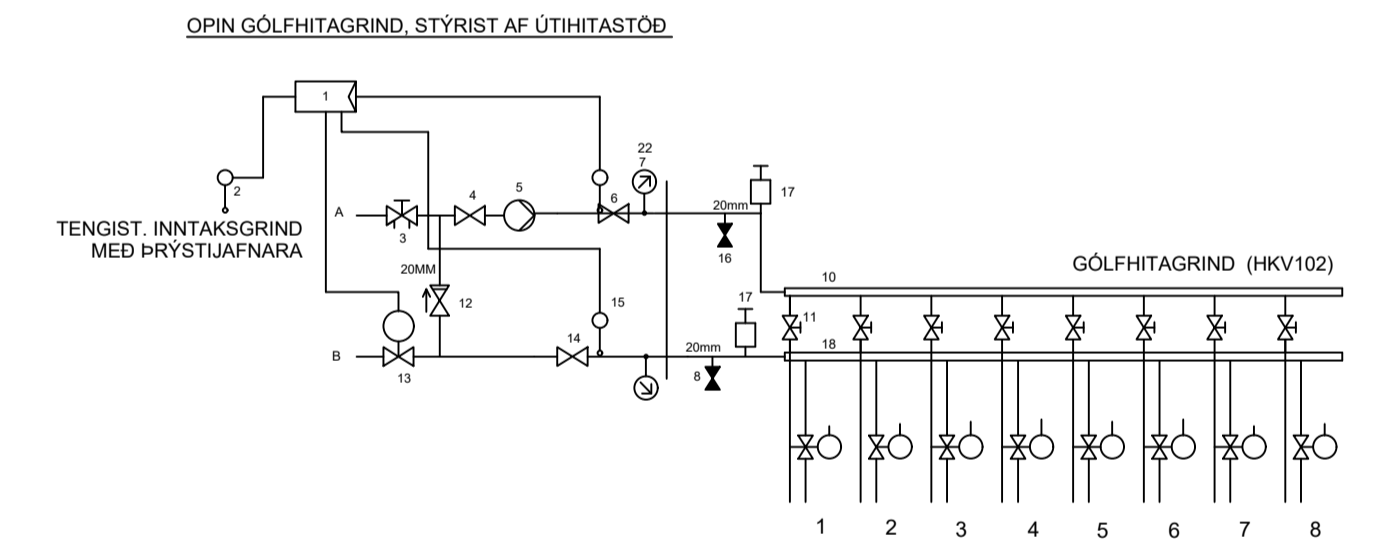 OPIN GÓLFHITAGRIND, STÝRIST AF ÚTIHITASTÖÐ
1
2
TENGIST. INNTAKSGRIND
MEÐ ÞRÝSTIJAFNARA
A
3
4
5
6
22
7
20mm
16
17
20MM
12
15
B
13
14
20mm
8
17
GÓLFHITAGRIND (HKV102)
10
11
18
1 2 3 4 5 6 7 8